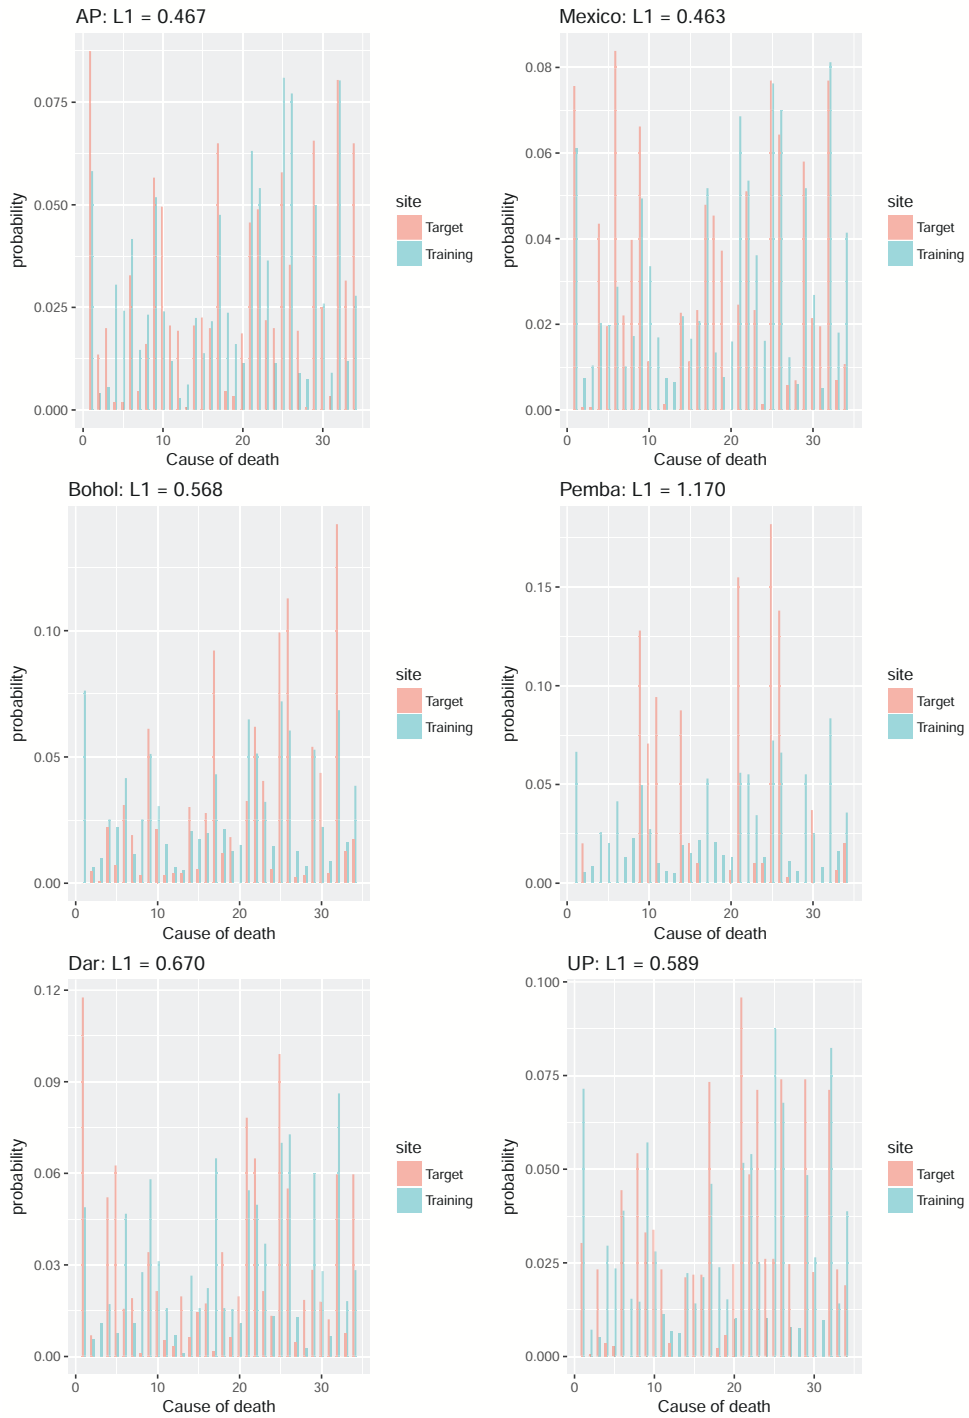 AP: L1 = 0.467
probability
0.075
0.050
0.025
0.000
0 10 20 30
Cause of death
site
Target
Training
Mexico: L1 = 0.463
probability
0.08
0.06
0.04
0.02
0.00
0 10 20 30
Cause of death
site
Target
Training
Bohol: L1 = 0.568
probability
0.10
0.05
0.00
0 10 20 30
Cause of death
site
Target
Training
Pemba: L1 = 1.170
probability
0.15
0.10
0.05
0.00
0 10 20 30
Cause of death
site
Target
Training
Dar: L1 = 0.670
probability
0.12
0.09
0.06
0.03
0.00
0 10 20 30
Cause of death
site
Target
Training
UP: L1 = 0.589
probability
0.100
0.075
0.050
0.025
0.000
0 10 20 30
Cause of death
site
Target
Training